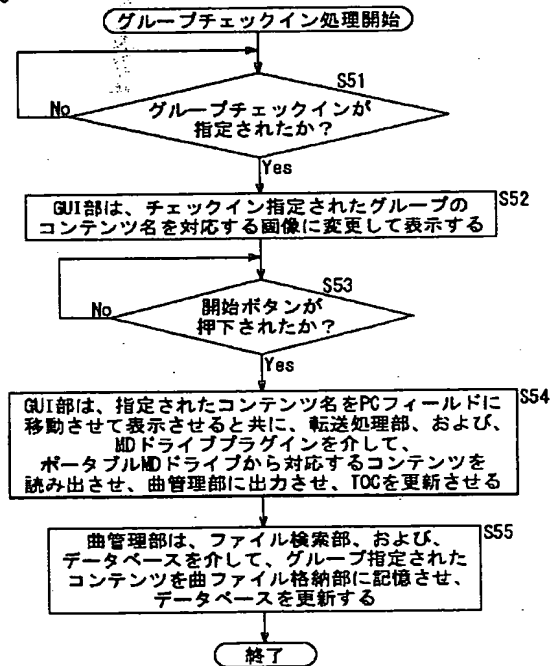 グループチェックイン処理開始
S51
グループチェックインが
指定されたか？
No
Yes
S52
GUI部は、チェックイン指定されたグループの
コンテンツ名を対応する画像に変更して表示する
S53
開始ボタンが
押下されたか？
No
Yes
S54
GUI部は、指定されたコンテンツ名をPCフィールドに
移動させて表示させると共に、転送処理部、および、
MDドライブプラグインを介して、
ポータブルMDドライブから対応するコンテンツを
読み出させ、曲管理部に出力させ、TOCを更新させる
S55
曲管理部は、ファイル検索部、および、
データベースを介して、グループ指定された
コンテンツを曲ファイル格納部に記憶させ、
データベースを更新する
終了